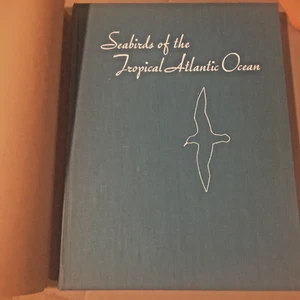 Seabirds of the
Tropical Atlantic Ocean